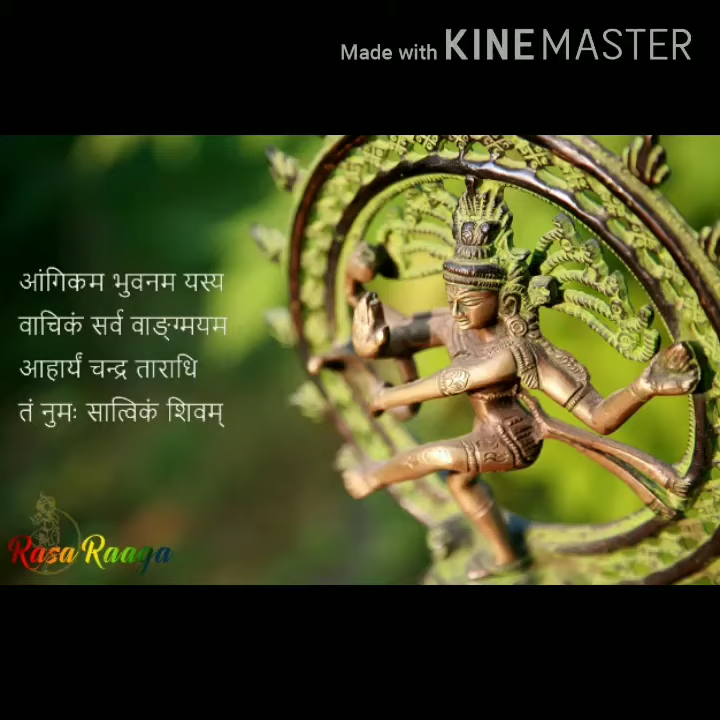 Made with KINEMASTER
आंगिकम भुवनम यस्य
वाचिकं सर्व वाङ्ग्मयम
आहार्यं चन्द्र ताराधि
तं नुमः सात्विकं शिवम्
Rasa Raaga